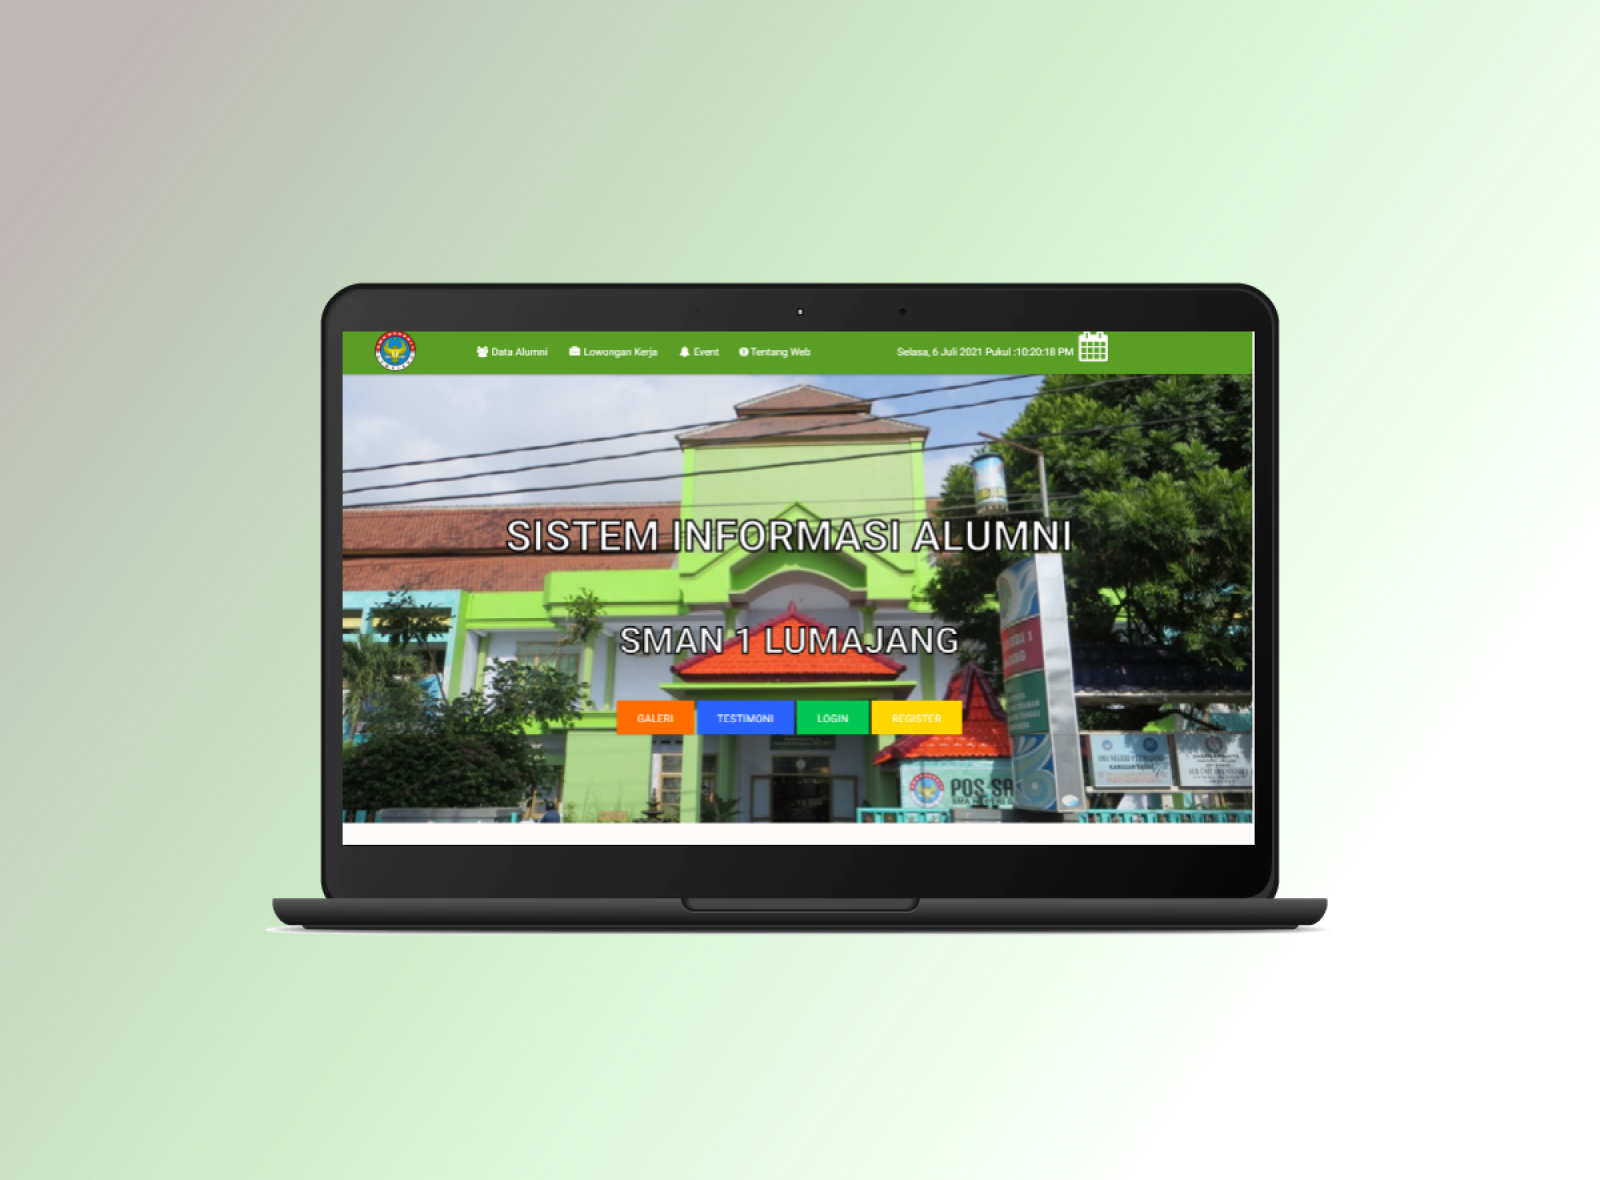 Data Alumni
Lowongan Kerja
Event
Tentang Web
Selasa, 6 Juli 2021 Pukul :10:20:18 PM
SISTEM INFORMASI ALUMNI
SMAN 1 LUMAJANG
GALERI
TESTIMONI
LOGIN
REGISTER
POS SA